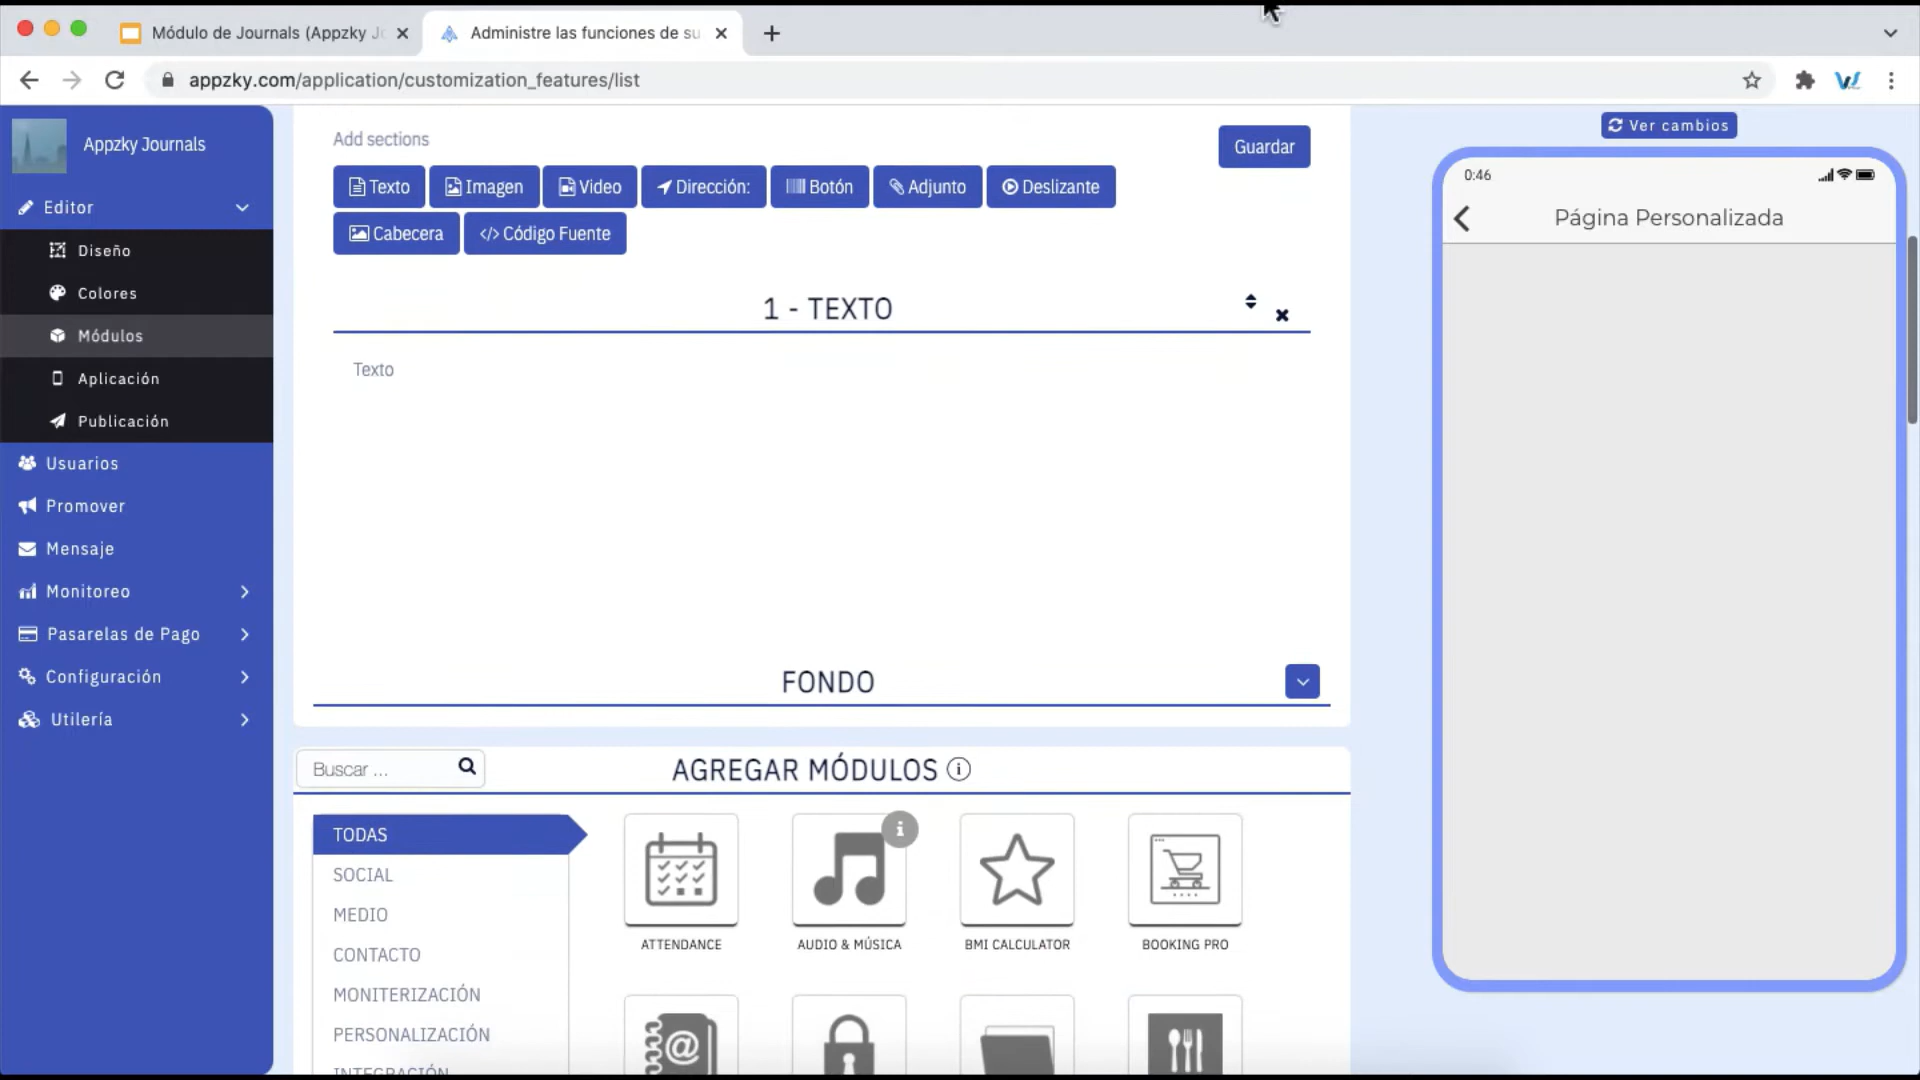 Módulo de Journals (Appzky Jo
Administre las funciones de su
appzky.com/application/customization_features/list
Appzky Journals
Editor
Diseño
Colores
Módulos
Aplicación
Publicación
Usuarios
Promover
Mensaje
Monitoreo
Pasarelas de Pago
Configuración
Utilería
Add sections
Guardar
Texto
Imagen
Video
Dirección:
Botón
Adjunto
Deslizante
Cabecera
</> Código Fuente
1 - TEXTO
Texto
FONDO
Buscar ...
AGREGAR MÓDULOS
TODAS
SOCIAL
MEDIO
CONTACTO
MONITERIZACIÓN
PERSONALIZACIÓN
INTEGRACIÓN
ATTENDANCE
AUDIO & MÚSICA
BMI CALCULATOR
BOOKING PRO
Ver cambios
0:46
Página Personalizada